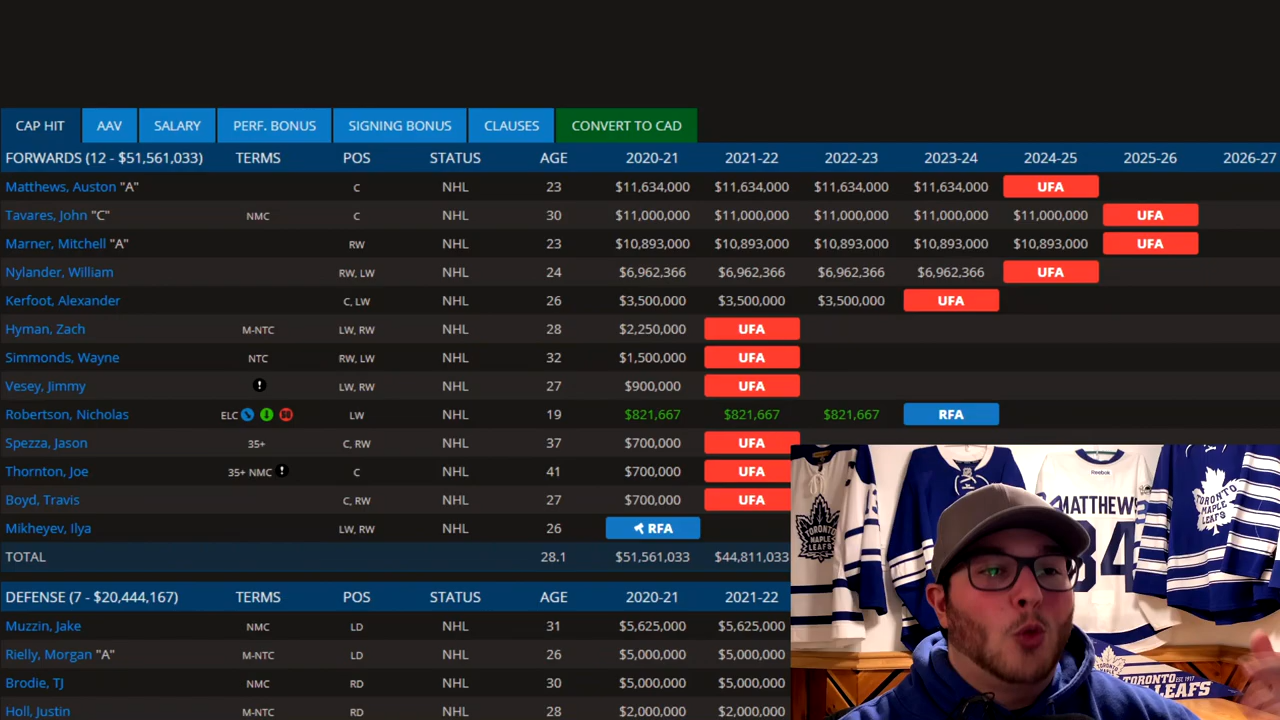 CAP HIT AAV SALARY PERF. BONUS SIGNING BONUS CLAUSES CONVERT TO CAD
FORWARDS (12 - $51,561,033) TERMS POS STATUS AGE 2020-21 2021-22 2022-23 2023-24 2024-25 2025-26 2026-27
Matthews, Auston "A" C NHL 23 $11,634,000 $11,634,000 $11,634,000 $11,634,000 UFA
Tavares, John "C" NMC C NHL 30 $11,000,000 $11,000,000 $11,000,000 $11,000,000 $11,000,000 UFA
Marner, Mitchell "A" RW NHL 23 $10,893,000 $10,893,000 $10,893,000 $10,893,000 $10,893,000 UFA
Nylander, William RW, LW NHL 24 $6,962,366 $6,962,366 $6,962,366 $6,962,366 UFA
Kerfoot, Alexander C, LW NHL 26 $3,500,000 $3,500,000 $3,500,000 UFA
Hyman, Zach M-NTC LW, RW NHL 28 $2,250,000 UFA
Simmonds, Wayne NTC RW, LW NHL 32 $1,500,000 UFA
Vesey, Jimmy ! LW, RW NHL 27 $900,000 UFA
Robertson, Nicholas ELC LW NHL 19 $821,667 $821,667 $821,667 RFA
Spezza, Jason 35+ C, RW NHL 37 $700,000 UFA
Thornton, Joe 35+ NMC ! C NHL 41 $700,000 UFA
Boyd, Travis C, RW NHL 27 $700,000 UFA
Mikheyev, Ilya LW, RW NHL 26 RFA
TOTAL 28.1 $51,561,033 $44,811,033
DEFENSE (7 - $20,444,167) TERMS POS STATUS AGE 2020-21 2021-22
Muzzin, Jake NMC LD NHL 31 $5,625,000 $5,625,000
Rielly, Morgan "A" M-NTC LD NHL 26 $5,000,000 $5,000,000
Brodie, TJ NMC RD NHL 30 $5,000,000 $5,000,000
Holl, Justin M-NTC RD NHL 28 $2,000,000 $2,000,000
Reebok
MATTHEWS
34
TORONTO
MAPLE
LEAFS
TORONTO
MAPLE
LEAFS
TORONTO EST. 1917
LEAFS